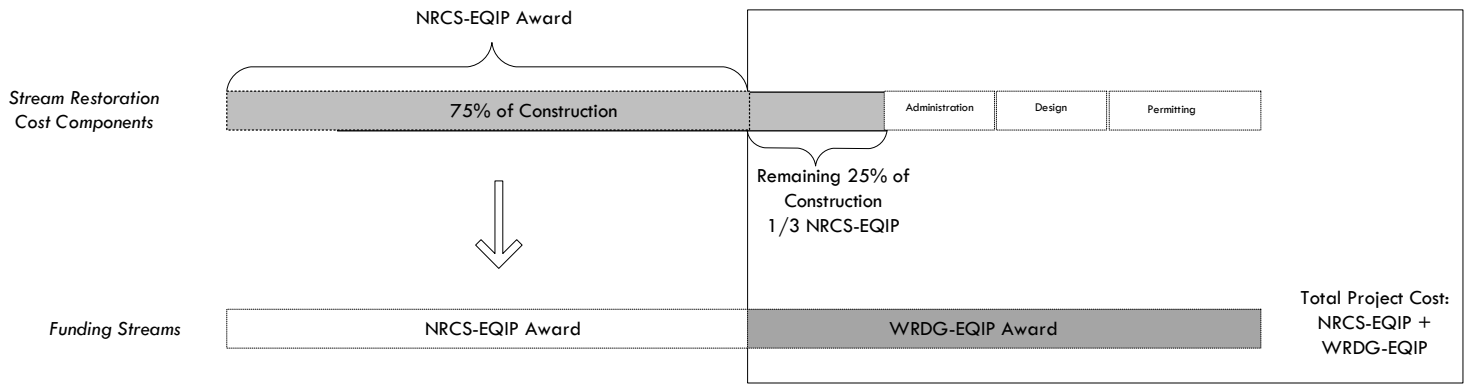 NRCS-EQIP Award
Stream Restoration
Cost Components
75% of Construction
Administration
Design
Permitting
Remaining 25% of
Construction
1/3 NRCS-EQIP
Funding Streams
NRCS-EQIP Award
WRDG-EQIP Award
Total Project Cost:
NRCS-EQIP +
WRDG-EQIP